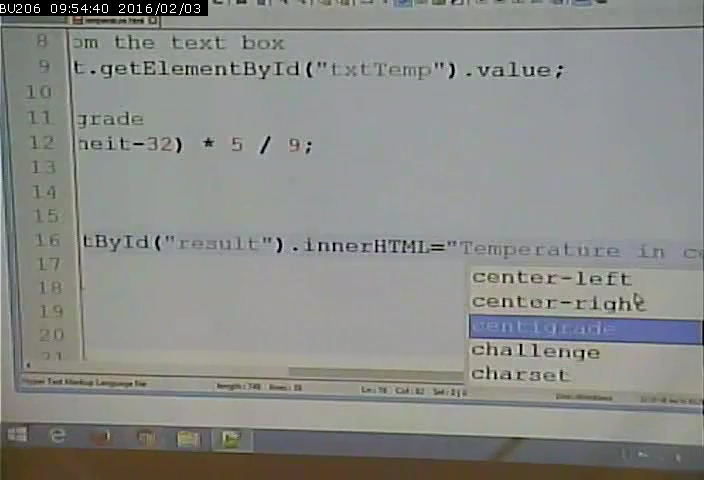 BU206 09:54:40 2016/02/03
temperature.html
8 om the text box
9 t.getElementById("txtTemp").value;
10
11 grade
12 heit-32) * 5 / 9;
13
14
15
16 tById("result").innerHTML="Temperature in ce
17
18
19
20
21
center-left
center-right
centigrade
challenge
charset
Hyper Text Markup Language file